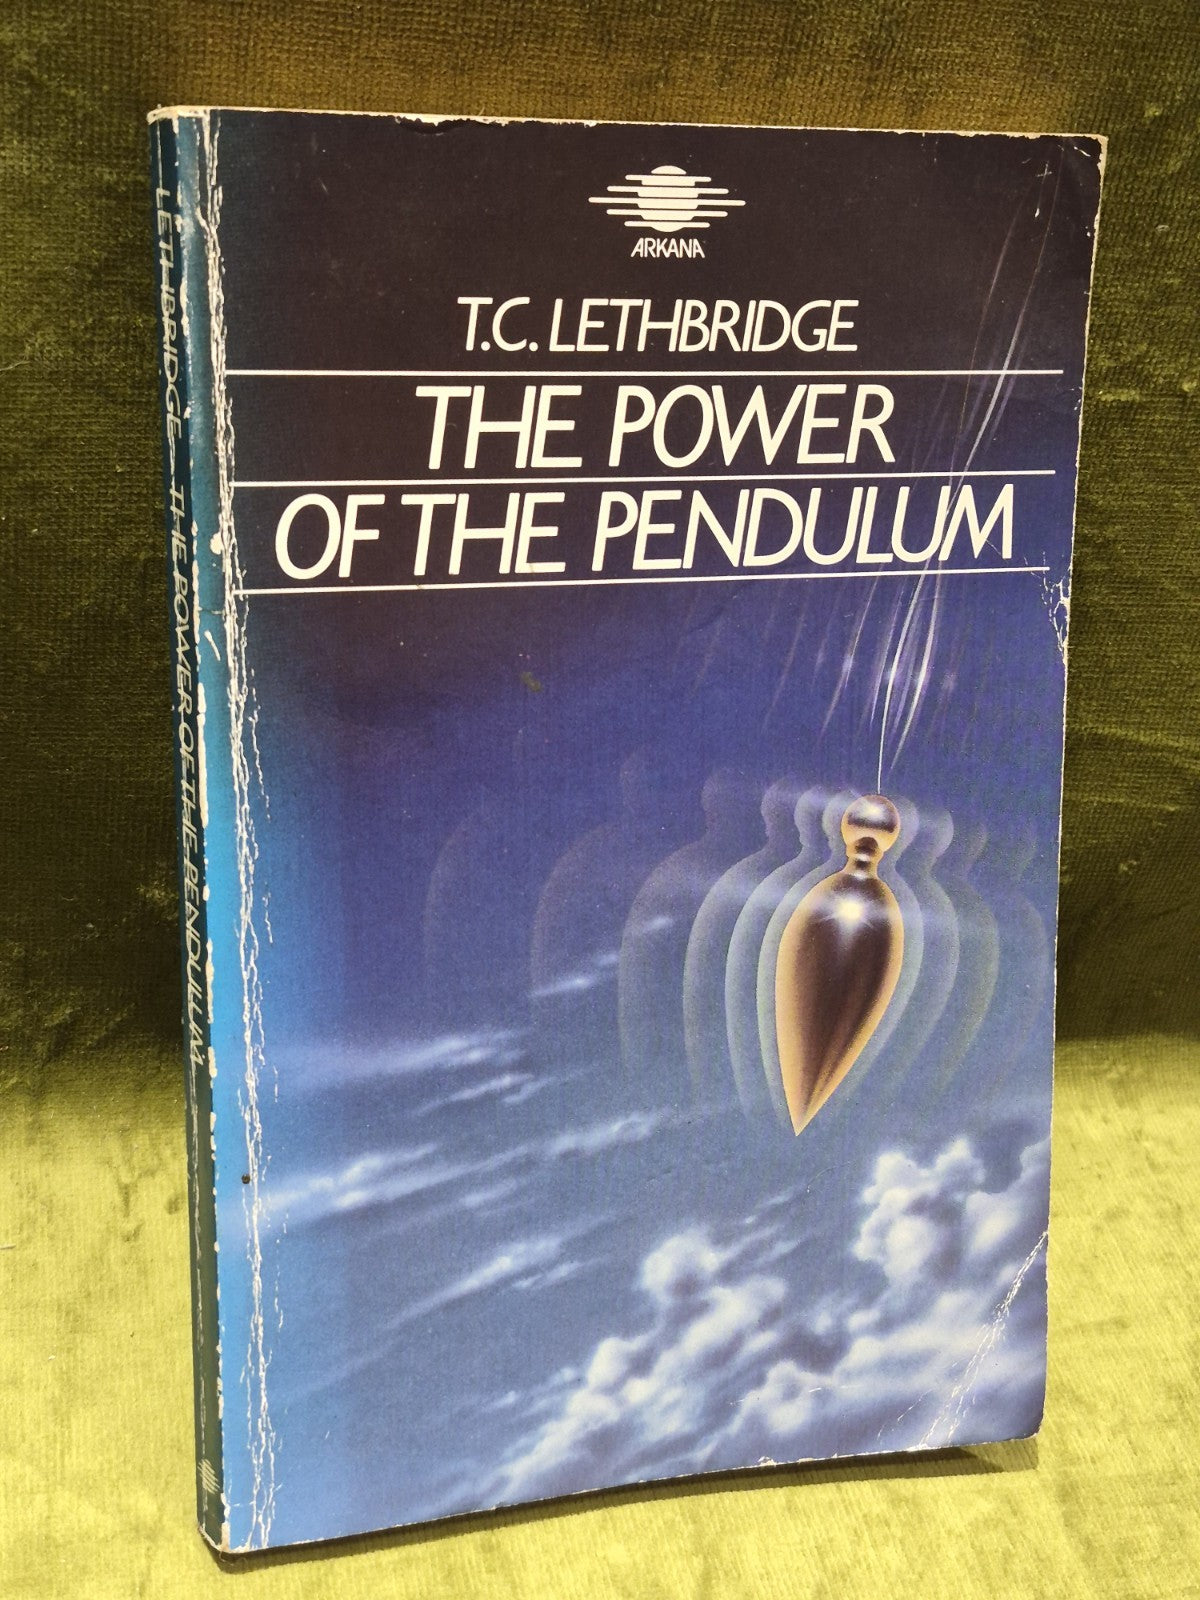 ARKANA
T.C. LETHBRIDGE
THE POWER
OF THE PENDULUM
LETHBRIDGE THE POWER OF THE PENDULUM